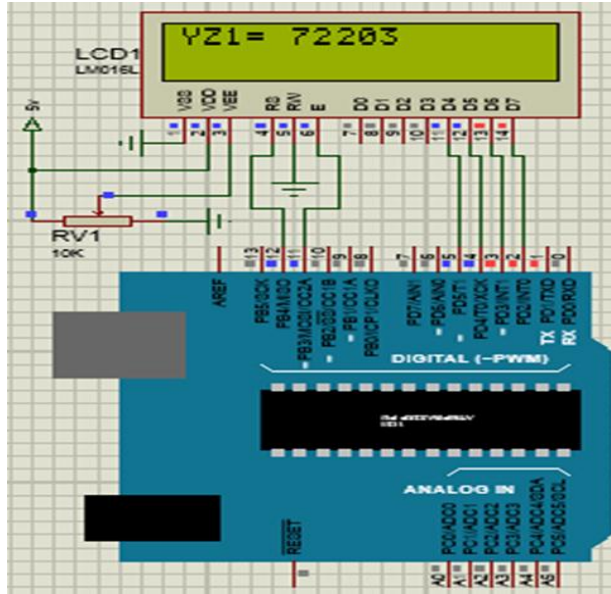 YZ1= 72203
LCD1
LM016L
VSS VDD VEE RS RW E D0 D1 D2 D3 D4 D5 D6 D7
1 2 3 4 5 6 7 8 9 10 11 12 13 14
5v
RV1
10K
13 12 11 10 9 8 7 6 5 4 3 2 1 0
AREF
PB5/SCK
PB4/MISO
PB2/SS/OC1B
PB1/OC1A
PB0/ICP1/CLKO
PD7/AIN1
PD6/AIN0
PD5/T1
PD4/T0/XCK
PD3/INT1
PD2/INT0
PD1/TXD
PD0/RXD
TX
RX
DIGITAL (~PWM)
ANALOG IN
RESET
PC0/ADC0
PC1/ADC1
PC2/ADC2
PC3/ADC3
PC4/ADC4/SDA
PC5/ADC5/SCL
A0 A1 A2 A3 A4 A5